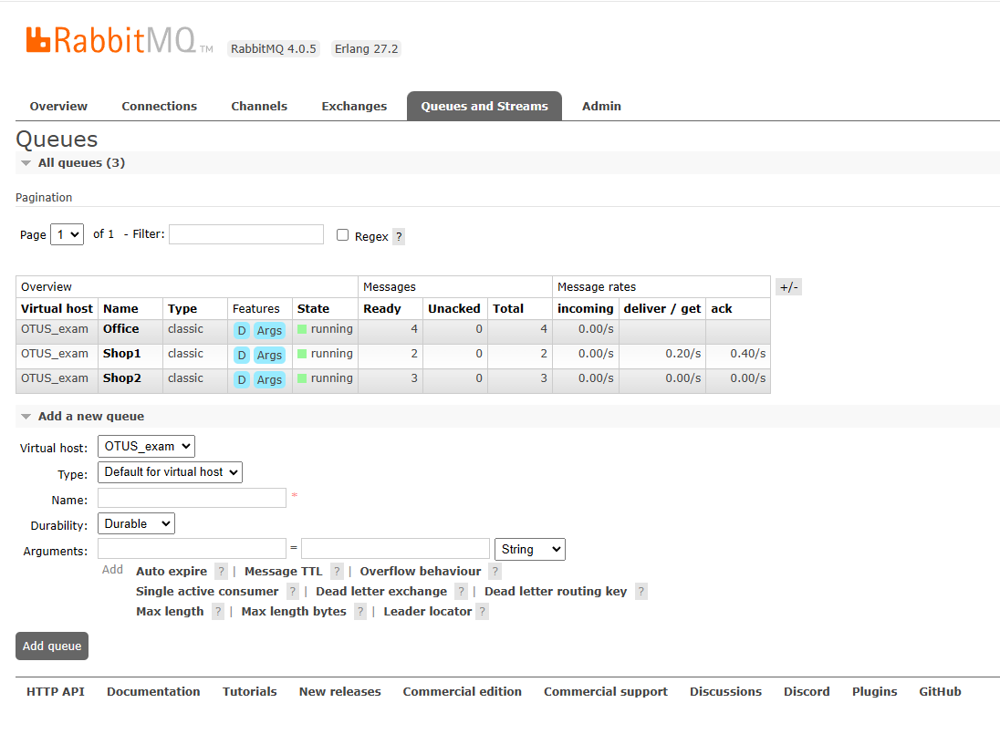 RabbitMQ TM RabbitMQ 4.0.5 Erlang 27.2
Overview Connections Channels Exchanges Queues and Streams Admin
Queues
All queues (3)
Pagination
Page 1 of 1 - Filter: Regex ?
Overview Messages Message rates +/-
Virtual host Name Type Features State Ready Unacked Total incoming deliver / get ack
OTUS_exam Office classic D Args running 4 0 4 0.00/s
OTUS_exam Shop1 classic D Args running 2 0 2 0.00/s 0.20/s 0.40/s
OTUS_exam Shop2 classic D Args running 3 0 3 0.00/s 0.00/s 0.00/s
Add a new queue
Virtual host: OTUS_exam
Type: Default for virtual host
Name: *
Durability: Durable
Arguments: = String
Add Auto expire ? | Message TTL ? | Overflow behaviour ?
Single active consumer ? | Dead letter exchange ? | Dead letter routing key ?
Max length ? | Max length bytes ? | Leader locator ?
Add queue
HTTP API Documentation Tutorials New releases Commercial edition Commercial support Discussions Discord Plugins GitHub